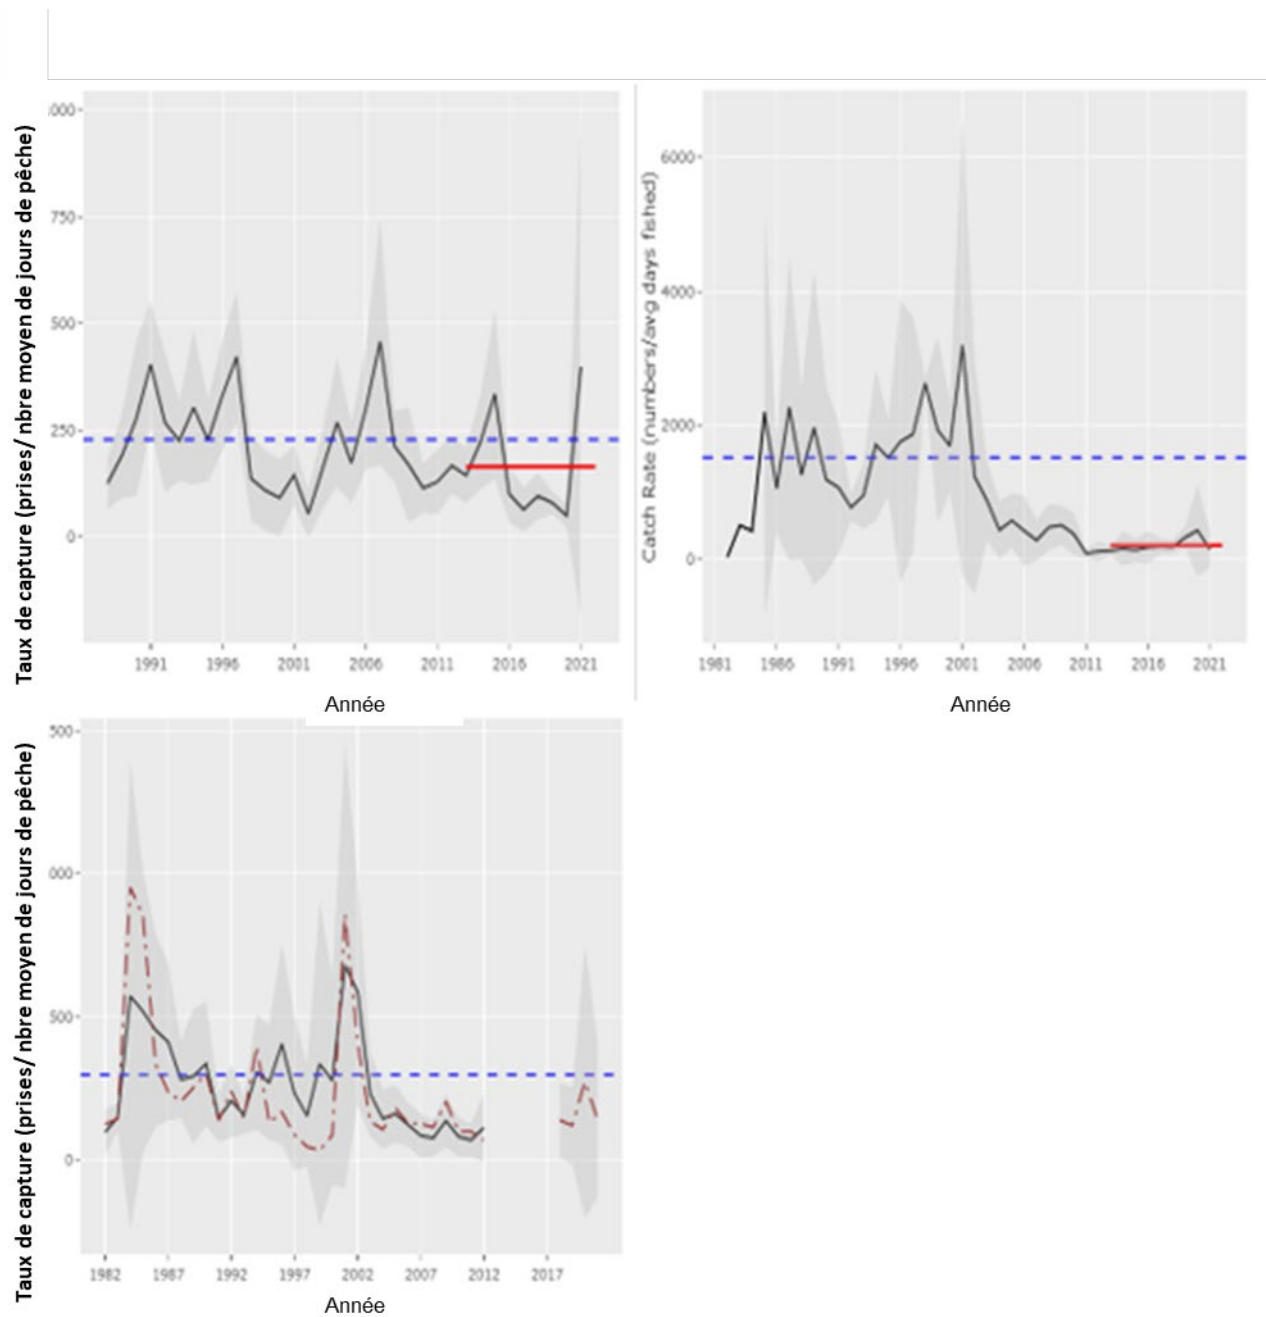 Taux de capture (prises/ nbre moyen de jours de pêche)
000
750
500
250
0
1991 1996 2001 2006 2011 2016 2021
Année
Catch Rate (numbers/avg days fished)
6000
4000
2000
0
1981 1986 1991 1996 2001 2006 2011 2016 2021
Année
Taux de capture (prises/ nbre moyen de jours de pêche)
500
000
500
0
1982 1987 1992 1997 2002 2007 2012 2017
Année